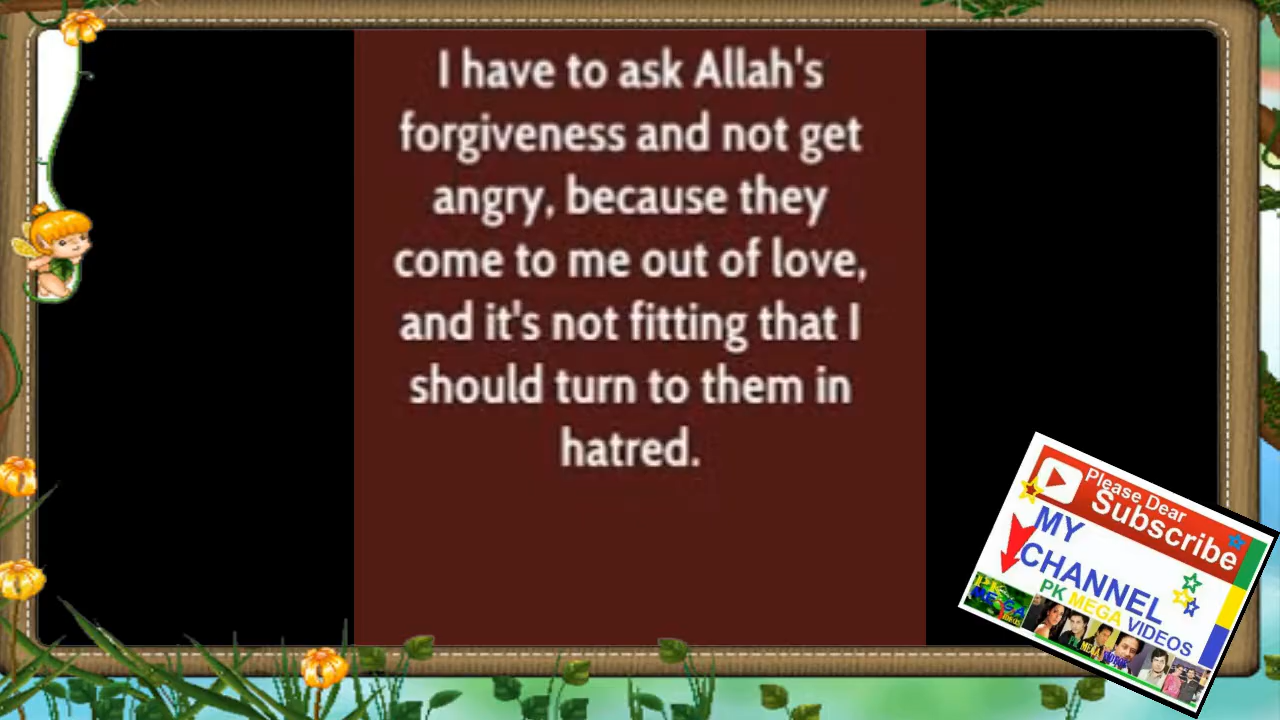 I have to ask Allah's
forgiveness and not get
angry, because they
come to me out of love,
and it's not fitting that I
should turn to them in
hatred.
Please Dear
Subscribe
MY
CHANNEL
PK MEGA VIDEOS